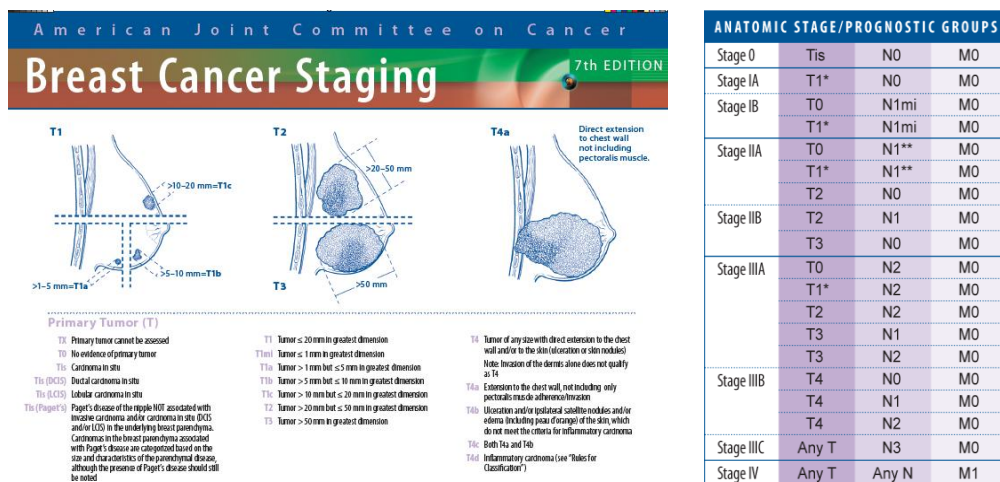 American Joint Committee on Cancer
Breast Cancer Staging
7th EDITION
T1
>10–20 mm=T1c
>5–10 mm=T1b
>1–5 mm=T1a
T2
>20–50 mm
T3
>50 mm
T4a
Direct extension
to chest wall
not including
pectoralis muscle.
Primary Tumor (T)
TX Primary tumor cannot be assessed
T0 No evidence of primary tumor
Tis Carcinoma in situ
Tis (DCIS) Ductal carcinoma in situ
Tis (LCIS) Lobular carcinoma in situ
Tis (Paget's) Paget's disease of the nipple NOT associated with
invasive carcinoma and/or carcinoma in situ (DCIS
and/or LCIS) in the underlying breast parenchyma.
Carcinomas in the breast parenchyma associated
with Paget's disease are categorized based on the
size and characteristics of the parenchymal disease,
although the presence of Paget's disease should still
be noted
T1 Tumor ≤ 20 mm in greatest dimension
T1mi Tumor ≤ 1 mm in greatest dimension
T1a Tumor > 1 mm but ≤ 5 mm in greatest dimension
T1b Tumor > 5 mm but ≤ 10 mm in greatest dimension
T1c Tumor > 10 mm but ≤ 20 mm in greatest dimension
T2 Tumor > 20 mm but ≤ 50 mm in greatest dimension
T3 Tumor > 50 mm in greatest dimension
T4 Tumor of any size with direct extension to the chest
wall and/or to the skin (ulceration or skin nodules)
Note: Invasion of the dermis alone does not qualify
as T4
T4a Extension to the chest wall, not including only
pectoralis muscle adherence/invasion
T4b Ulceration and/or ipsilateral satellite nodules and/or
edema (including peau d'orange) of the skin, which
do not meet the criteria for inflammatory carcinoma
T4c Both T4a and T4b
T4d Inflammatory carcinoma (see "Rules for
Classification")
ANATOMIC STAGE/PROGNOSTIC GROUPS
Stage 0 Tis N0 M0
Stage IA T1* N0 M0
Stage IB T0 N1mi M0
T1* N1mi M0
Stage IIA T0 N1** M0
T1* N1** M0
T2 N0 M0
Stage IIB T2 N1 M0
T3 N0 M0
Stage IIIA T0 N2 M0
T1* N2 M0
T2 N2 M0
T3 N1 M0
T3 N2 M0
Stage IIIB T4 N0 M0
T4 N1 M0
T4 N2 M0
Stage IIIC Any T N3 M0
Stage IV Any T Any N M1